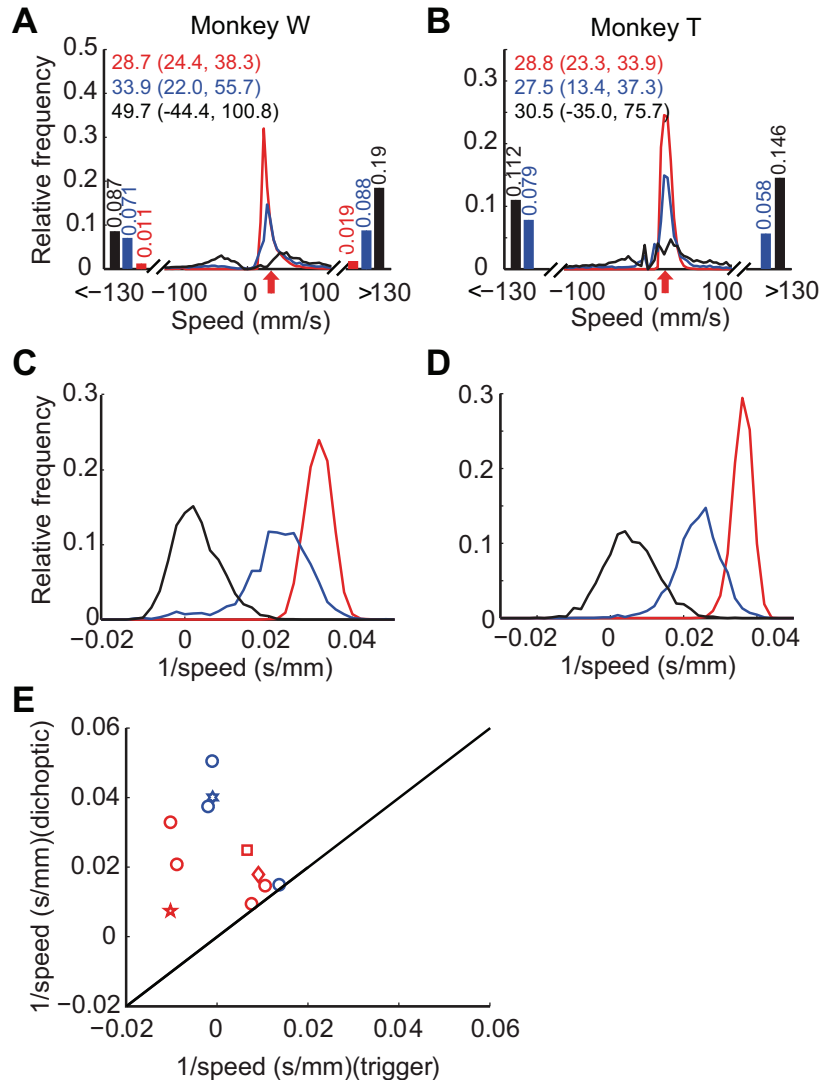 A
Monkey W
B
Monkey T
0.5
0.4
0.3
0.2
0.1
0
Relative frequency
28.7 (24.4, 38.3)
33.9 (22.0, 55.7)
49.7 (-44.4, 100.8)
0.087
0.071
0.011
0.019
0.088
0.19
<−130
−100
0
100
>130
Speed (mm/s)
0.3
0.2
0.1
0
28.8 (23.3, 33.9)
27.5 (13.4, 37.3)
30.5 (-35.0, 75.7)
0.112
0.079
0.058
0.146
<−130
−100
0
100
>130
Speed (mm/s)
C
0.3
0.2
0.1
0
Relative frequency
−0.02
0
0.02
0.04
1/speed (s/mm)
D
0.3
0.2
0.1
0
−0.02
0
0.02
0.04
1/speed (s/mm)
E
0.06
0.04
0.02
0
−0.02
1/speed (s/mm)(dichoptic)
−0.02
0
0.02
0.04
0.06
1/speed (s/mm)(trigger)